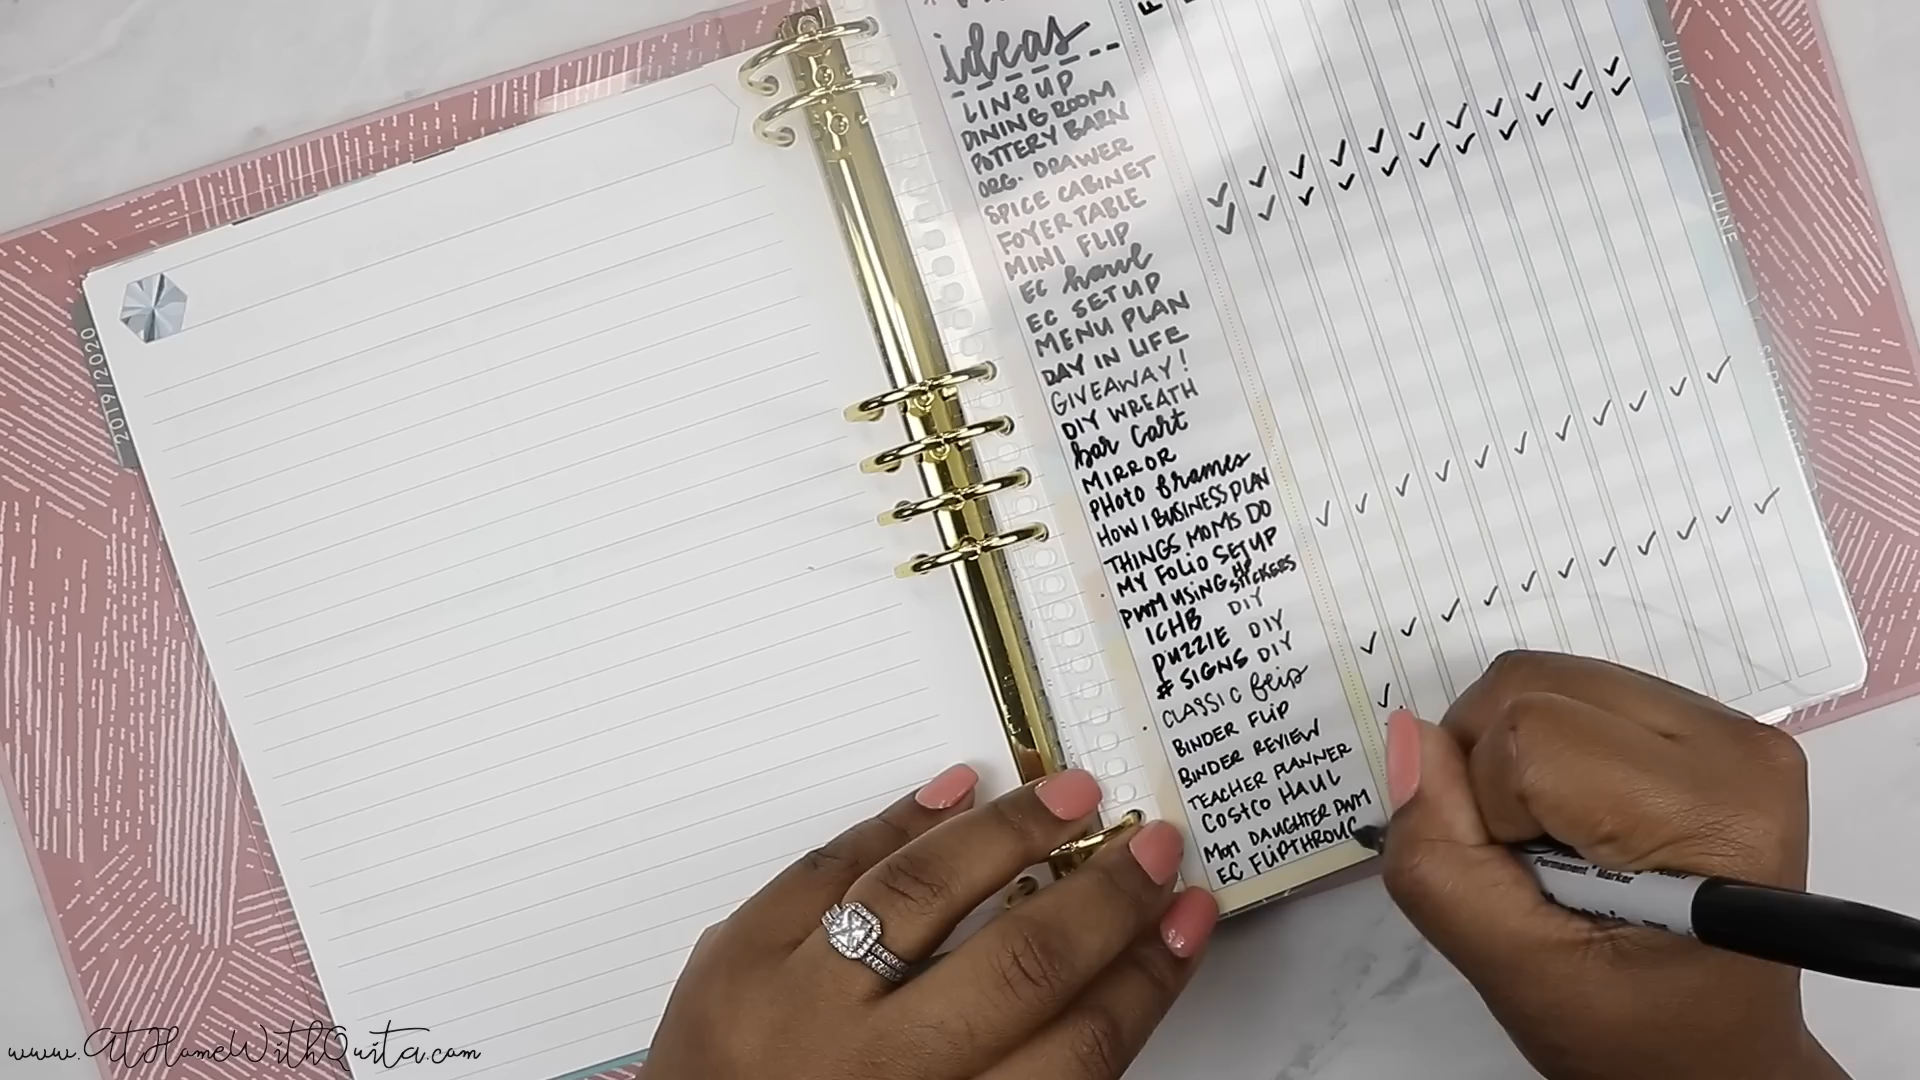 ideas
LINEUP
DINING ROOM
POTTERY BARN
ORG. DRAWER
SPICE CABINET
FOYER TABLE
MINI FLIP
EC haul
EC SETUP
MENU PLAN
DAY IN LIFE
GIVEAWAY!
DIY WREATH
bar Cart
MIRROR
PHOTO frames
HOW I BUSINESS PLAN
THINGS MOMS DO
MY FOLIO SETUP
PWM USING HP STICKERS
ICHB DIY
PUZZLE DIY
# SIGNS DIY
CLASSIC flip
BINDER FLIP
BINDER REVIEW
TEACHER PLANNER
COSTCO HAUL
MOM DAUGHTER PWM
EC FLIPTHROUG
2019/2020
JULY
JUNE
SEPTEMBER
Permanent Marker
www.AtHomeWithQuita.com